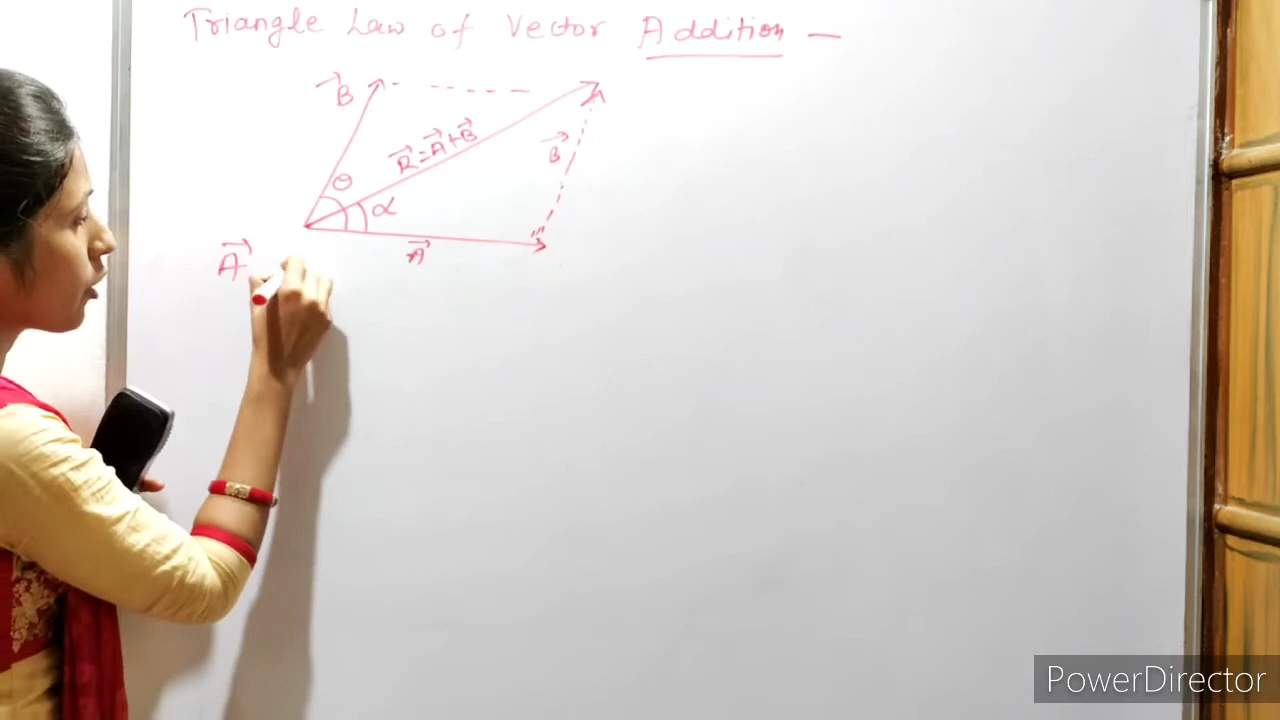 Triangle Law of Vector Addition —
→B
→R = →A + →B
→B
θ
α
→A
→A
PowerDirector